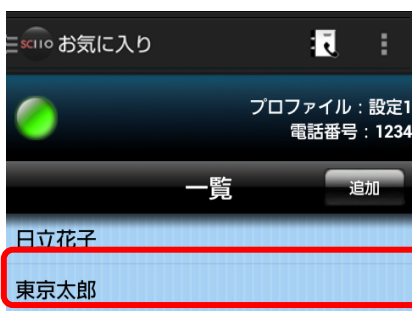 SCIIO お気に入り
プロファイル：設定1
電話番号：1234
一覧 追加
日立花子
東京太郎